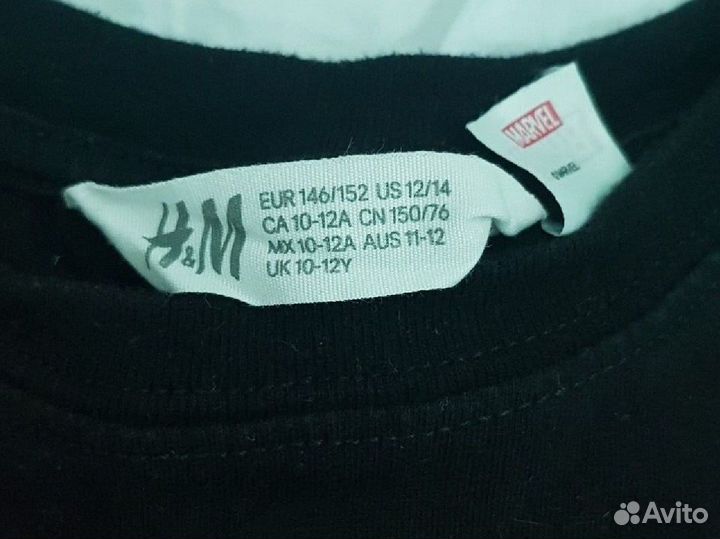 H&M
EUR 146/152 US 12/14
CA 10-12A CN 150/76
MX 10-12A AUS 11-12
UK 10-12Y
MARVEL
Avito